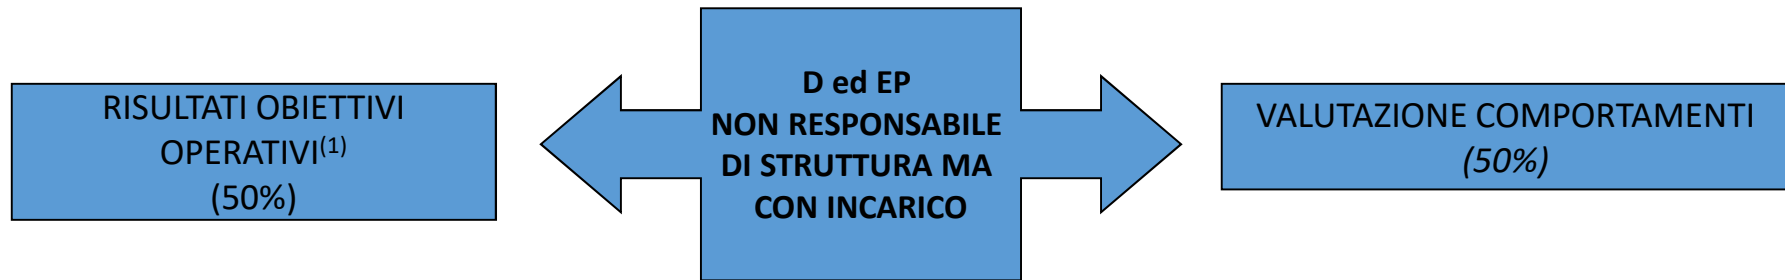 RISULTATI OBIETTIVI
OPERATIVI(1)
(50%)
D ed EP
NON RESPONSABILE
DI STRUTTURA MA
CON INCARICO
VALUTAZIONE COMPORTAMENTI
(50%)